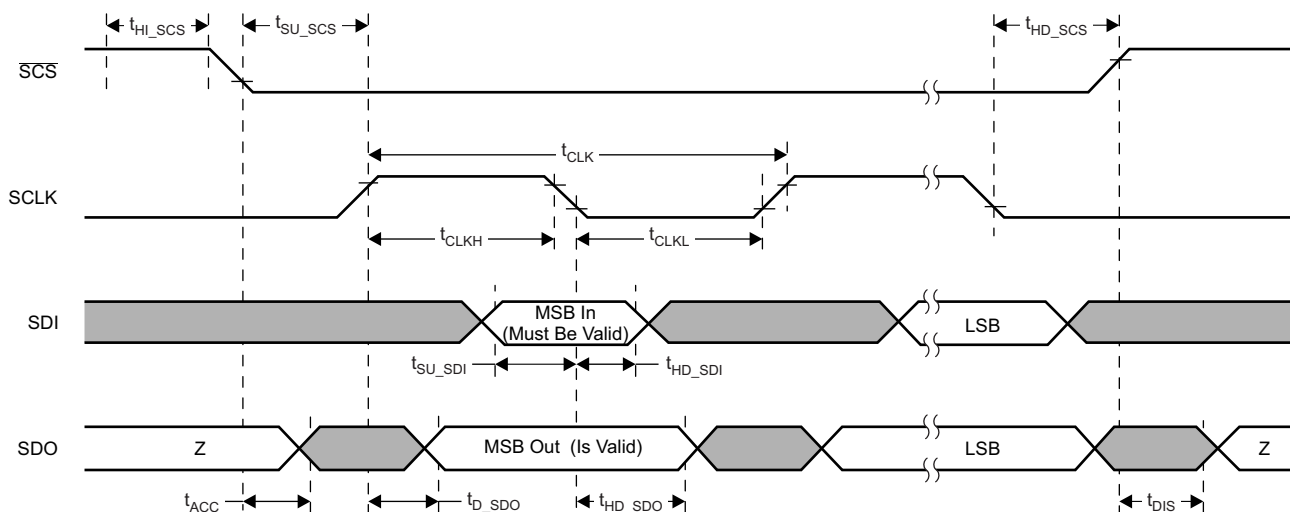 tHI_SCS tSU_SCS tHD_SCS
SCS
tCLK
SCLK
tCLKH tCLKL
SDI MSB In LSB
(Must Be Valid)
tSU_SDI tHD_SDI
SDO Z MSB Out (Is Valid) LSB Z
tACC tD_SDO tHD_SDO tDIS